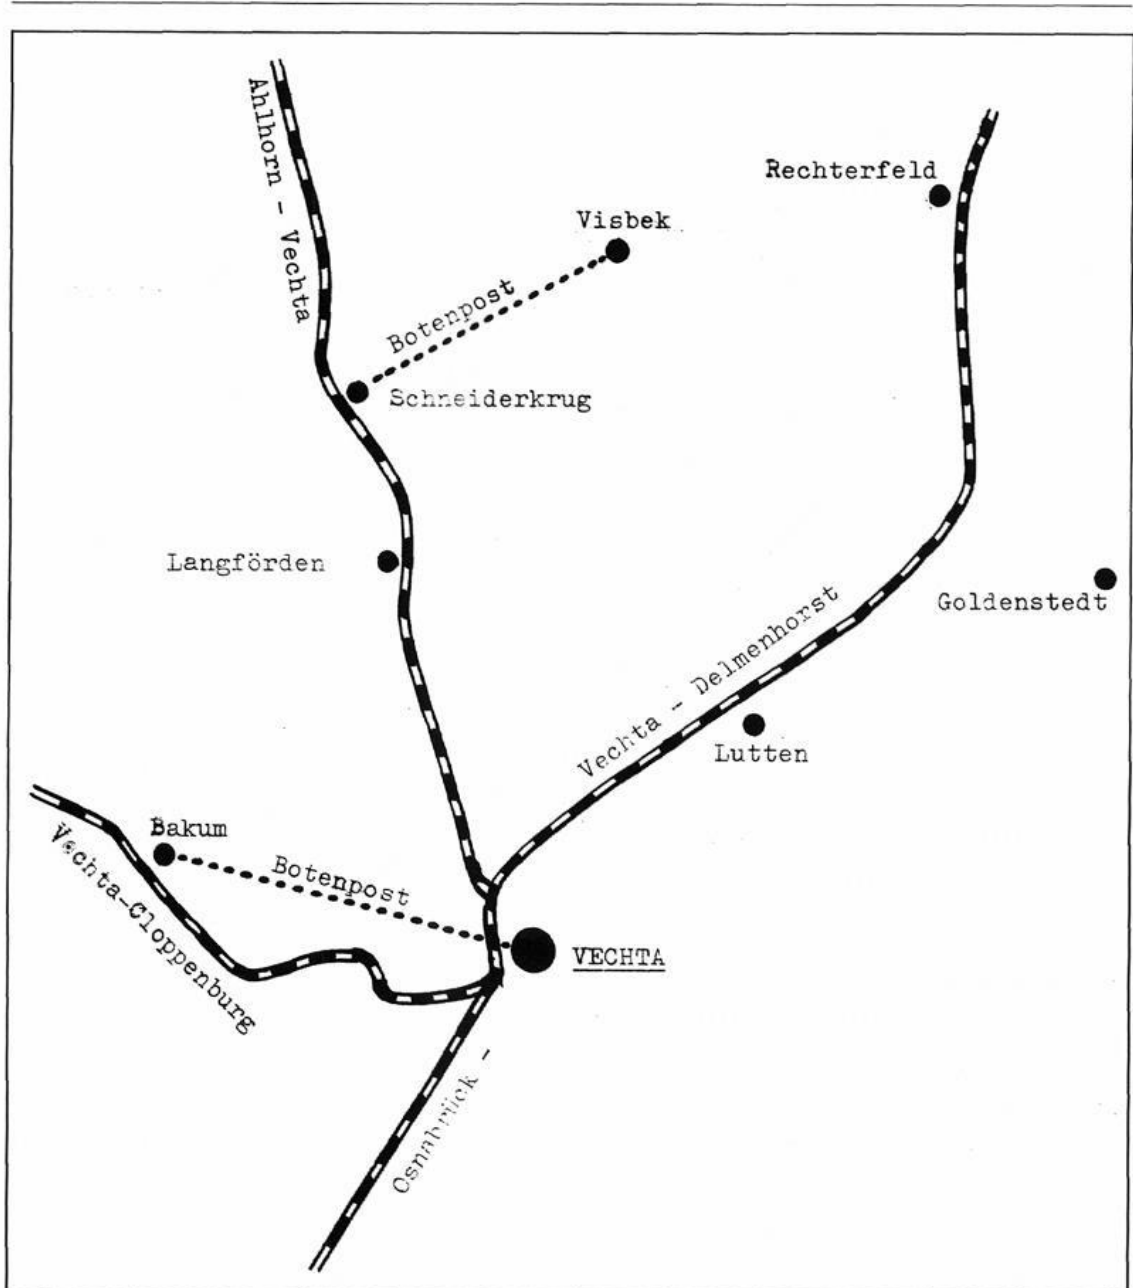 Ahlhorn - Vechta
Rechterfeld
Visbek
Botenpost
Schneiderkrug
Langförden
Goldenstedt
Vechta - Delmenhorst
Lutten
Bakum
Vechta-Cloppenburg
Botenpost
VECHTA
Osnabrück -